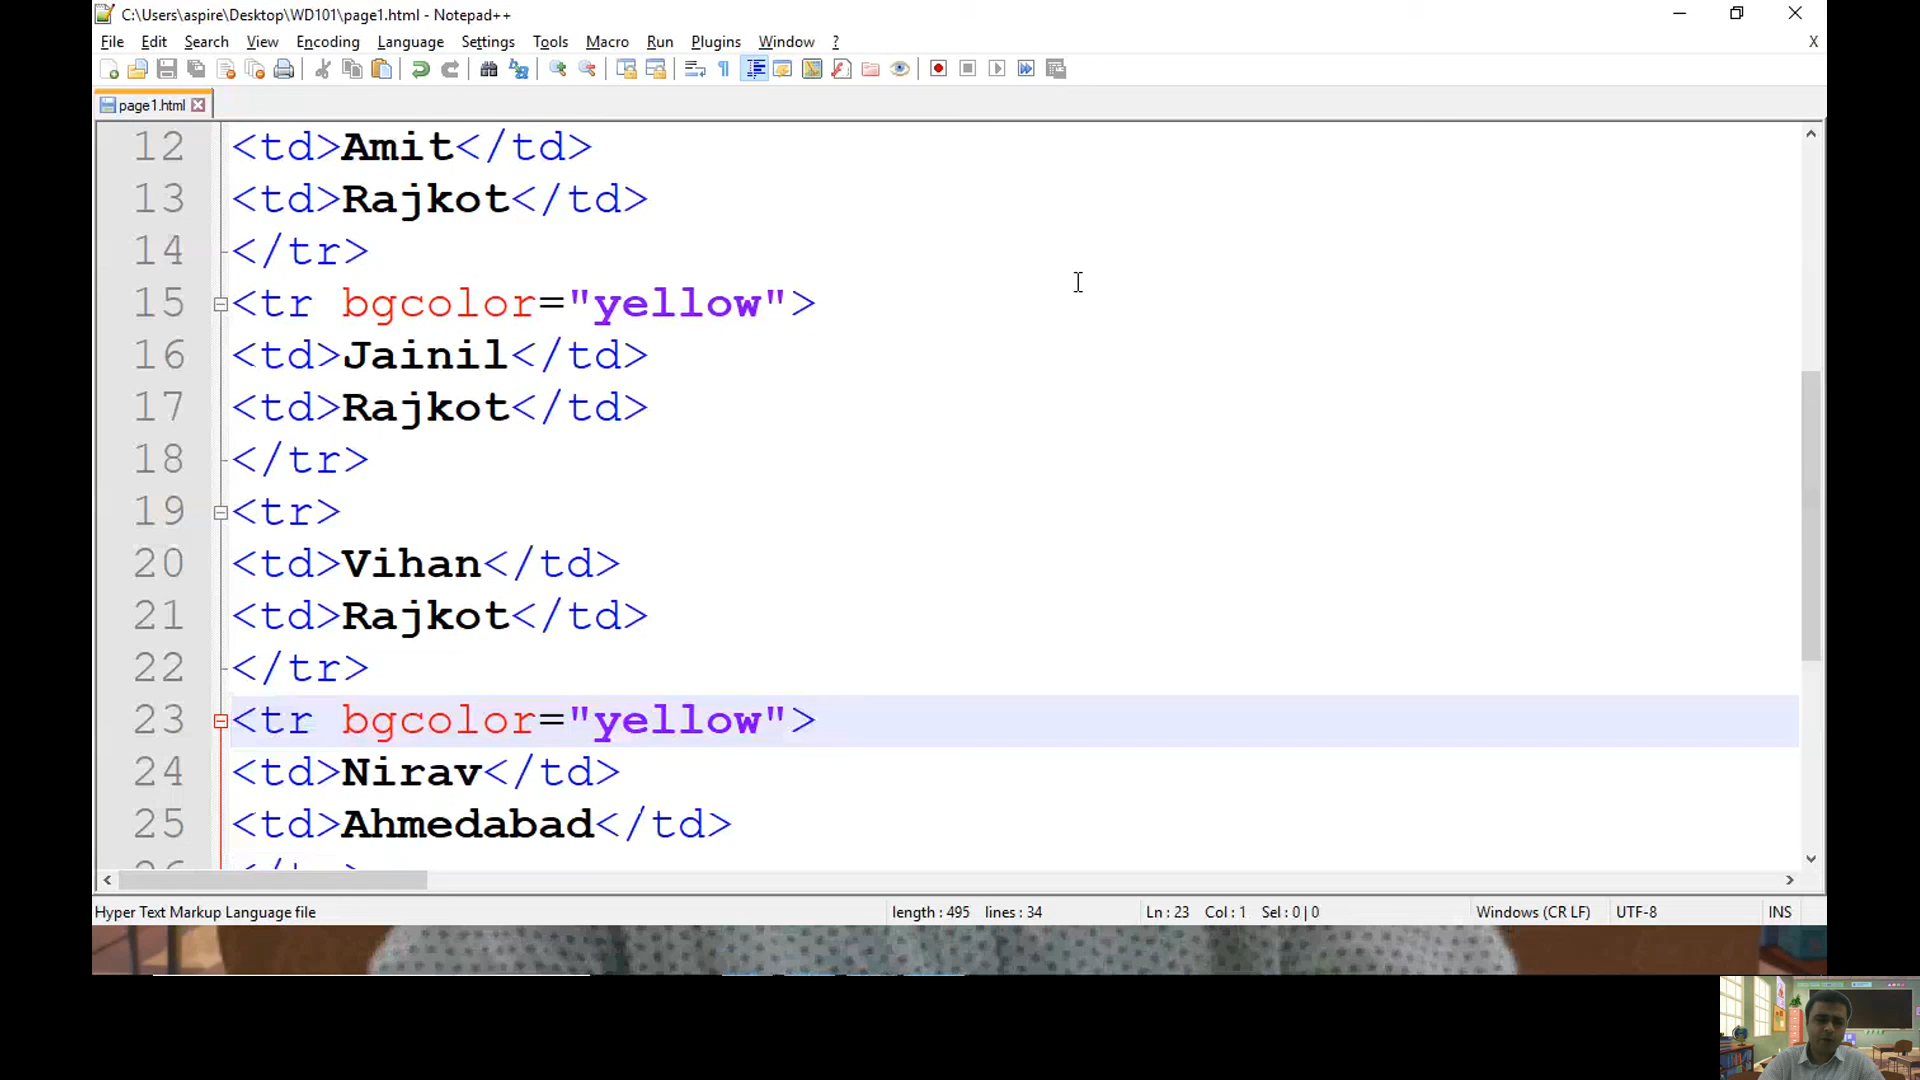 C:\Users\aspire\Desktop\WD101\page1.html - Notepad++
File Edit Search View Encoding Language Settings Tools Macro Run Plugins Window ? X
page1.html
12 <td>Amit</td>
13 <td>Rajkot</td>
14 </tr>
15 <tr bgcolor="yellow">
16 <td>Jainil</td>
17 <td>Rajkot</td>
18 </tr>
19 <tr>
20 <td>Vihan</td>
21 <td>Rajkot</td>
22 </tr>
23 <tr bgcolor="yellow">
24 <td>Nirav</td>
25 <td>Ahmedabad</td>
26 </tr>
Hyper Text Markup Language file length : 495 lines : 34 Ln : 23 Col : 1 Sel : 0 | 0 Windows (CR LF) UTF-8 INS